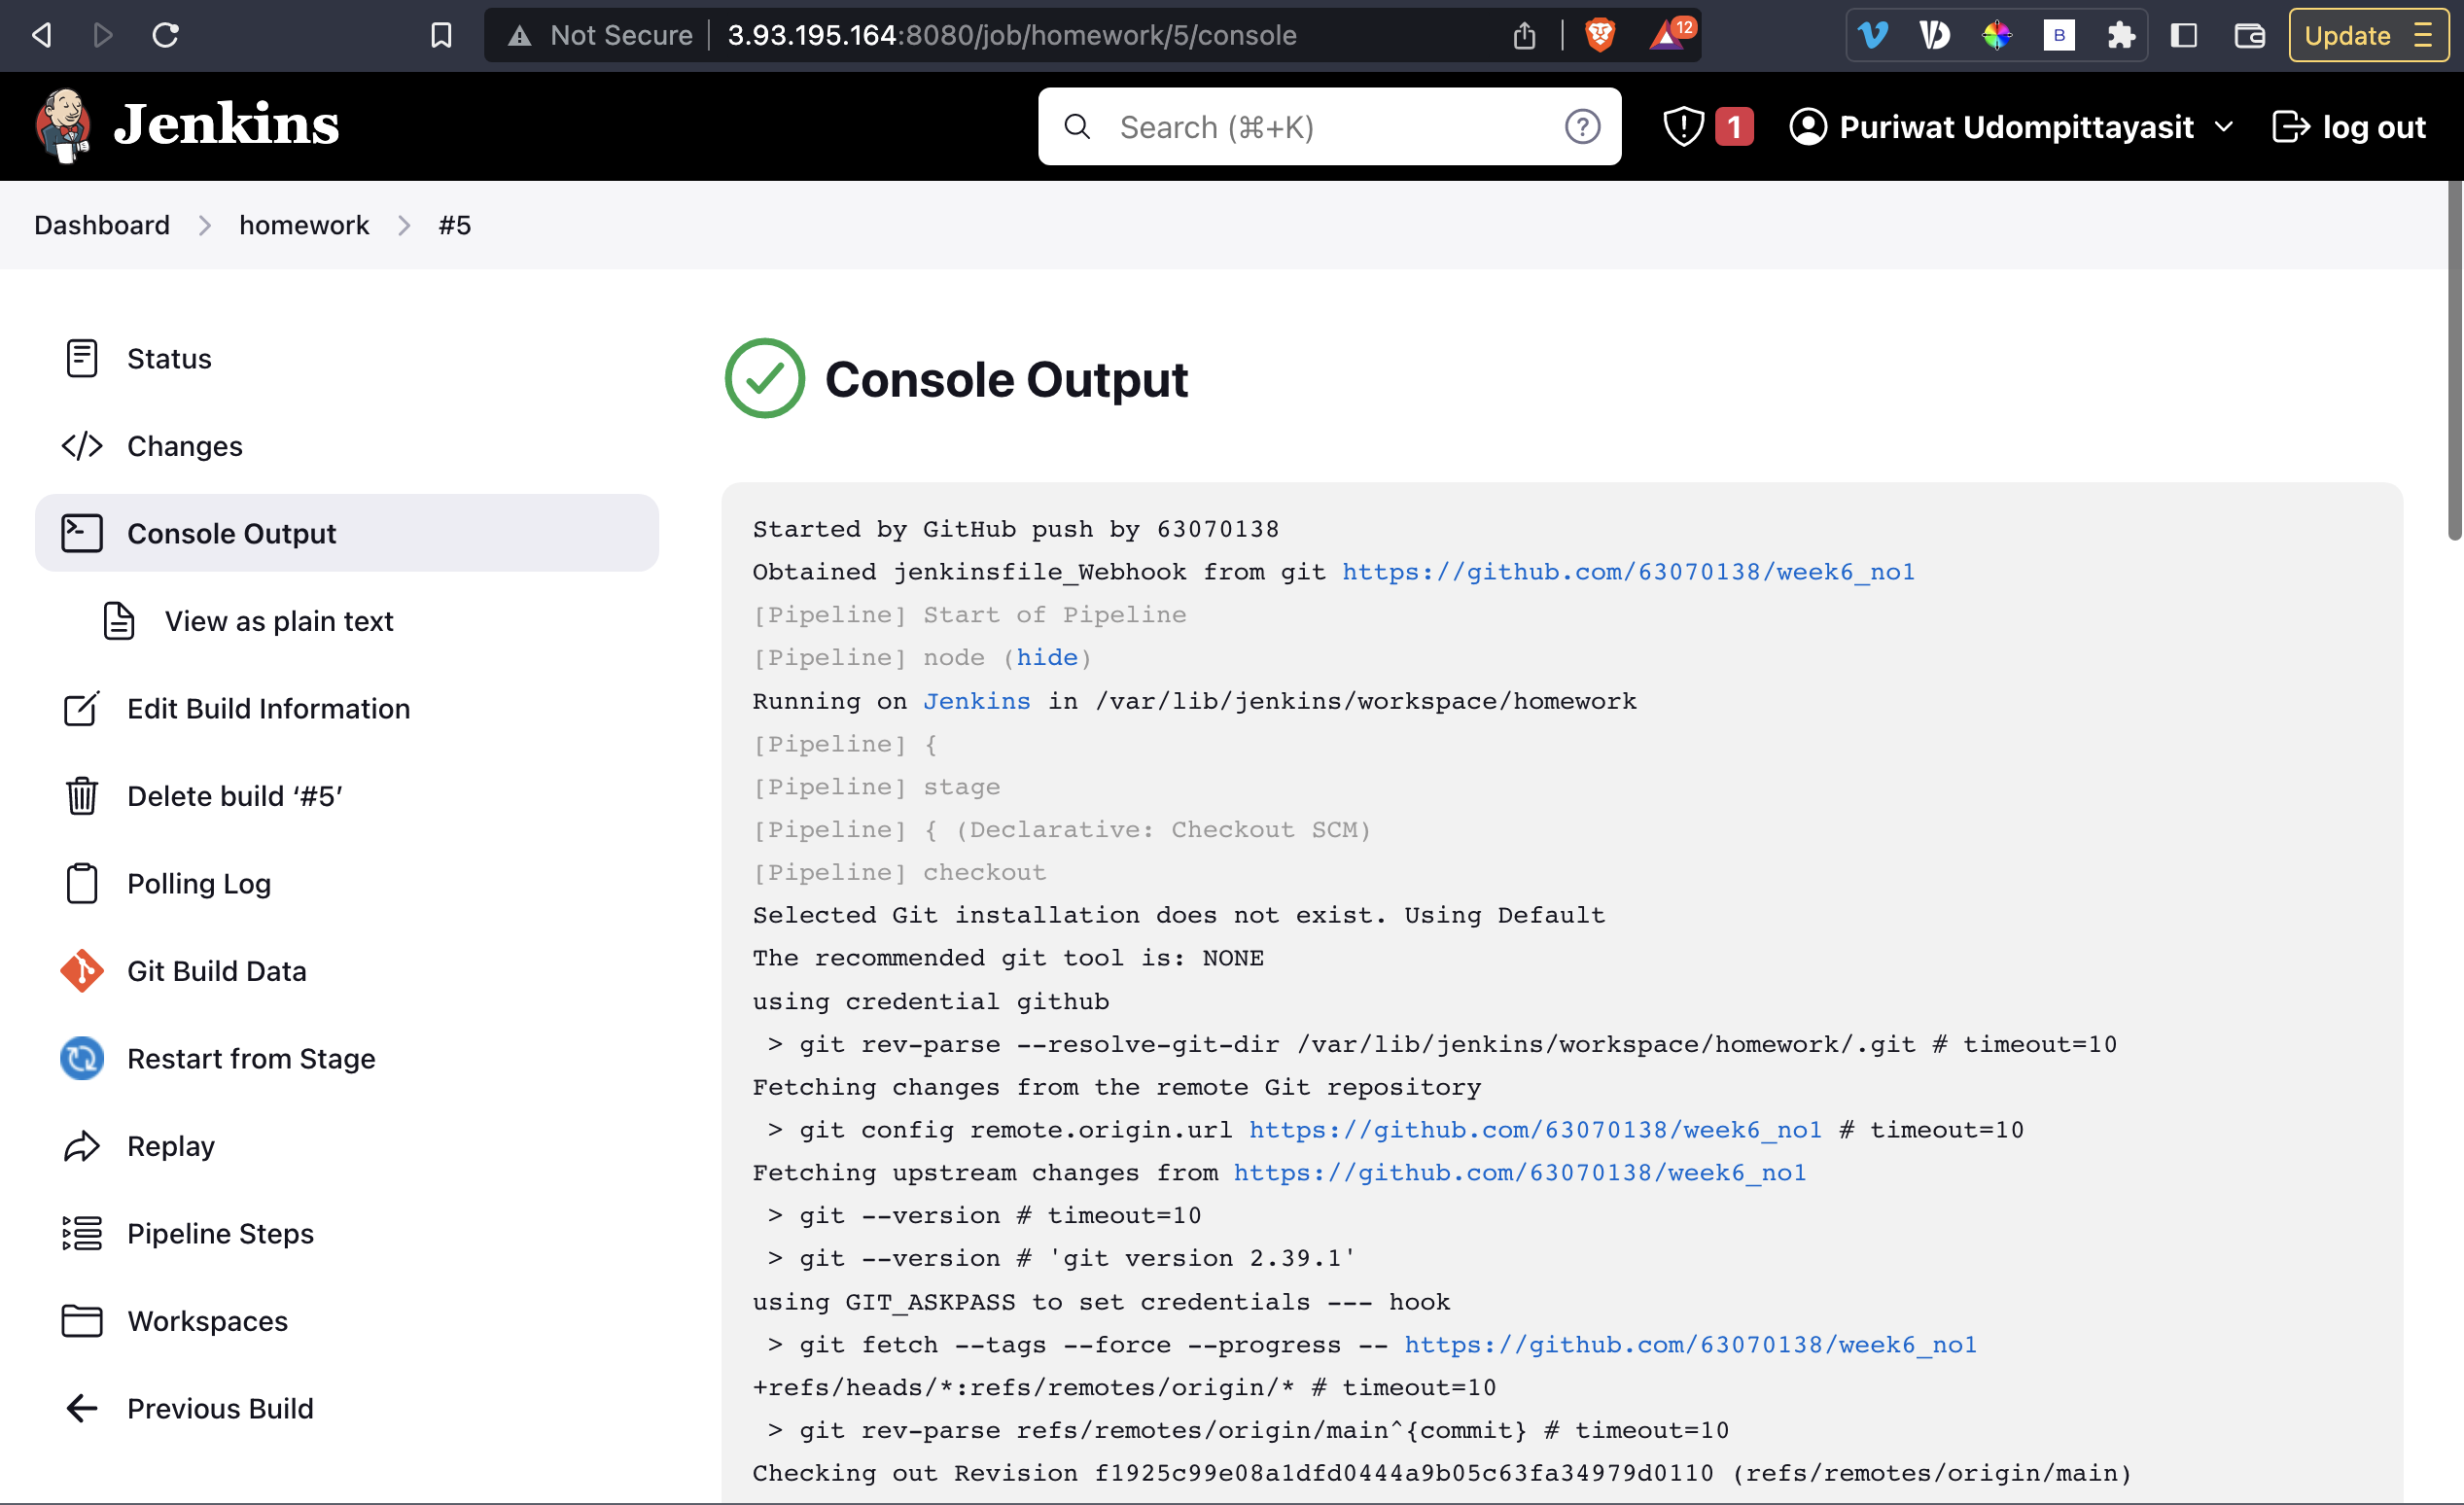 Not Secure 3.93.195.164:8080/job/homework/5/console 12 B Update
Jenkins Search (⌘+K) ? 1 Puriwat Udompittayasit log out
Dashboard homework #5
Status
Changes
Console Output
View as plain text
Edit Build Information
Delete build ‘#5’
Polling Log
Git Build Data
Restart from Stage
Replay
Pipeline Steps
Workspaces
Previous Build
Console Output
Started by GitHub push by 63070138
Obtained jenkinsfile_Webhook from git https://github.com/63070138/week6_no1
[Pipeline] Start of Pipeline
[Pipeline] node (hide)
Running on Jenkins in /var/lib/jenkins/workspace/homework
[Pipeline] {
[Pipeline] stage
[Pipeline] { (Declarative: Checkout SCM)
[Pipeline] checkout
Selected Git installation does not exist. Using Default
The recommended git tool is: NONE
using credential github
 > git rev-parse --resolve-git-dir /var/lib/jenkins/workspace/homework/.git # timeout=10
Fetching changes from the remote Git repository
 > git config remote.origin.url https://github.com/63070138/week6_no1 # timeout=10
Fetching upstream changes from https://github.com/63070138/week6_no1
 > git --version # timeout=10
 > git --version # 'git version 2.39.1'
using GIT_ASKPASS to set credentials --- hook
 > git fetch --tags --force --progress -- https://github.com/63070138/week6_no1
+refs/heads/*:refs/remotes/origin/* # timeout=10
 > git rev-parse refs/remotes/origin/main^{commit} # timeout=10
Checking out Revision f1925c99e08a1dfd0444a9b05c63fa34979d0110 (refs/remotes/origin/main)